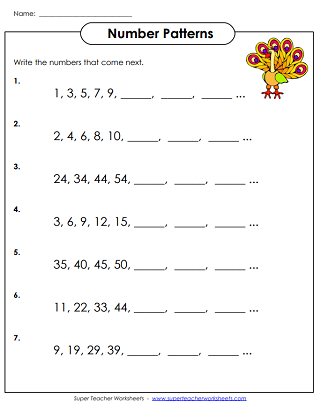 Name: ____________________
Number Patterns
Write the numbers that come next.
1.
1, 3, 5, 7, 9, _____, _____, _____ ...
2.
2, 4, 6, 8, 10, _____, _____, _____ ...
3.
24, 34, 44, 54, _____, _____, _____ ...
4.
3, 6, 9, 12, 15, _____, _____, _____ ...
5.
35, 40, 45, 50, _____, _____, _____ ...
6.
11, 22, 33, 44, _____, _____, _____ ...
7.
9, 19, 29, 39, _____, _____, _____ ...
Super Teacher Worksheets - www.superteacherworksheets.com